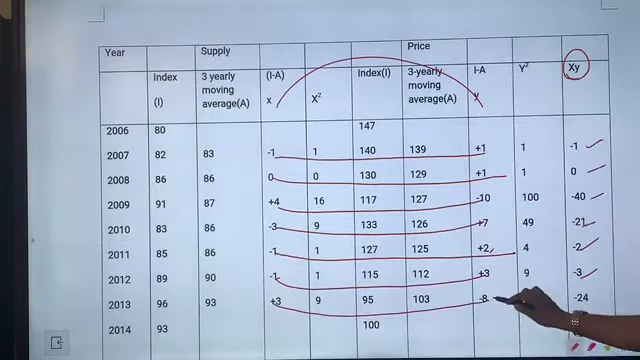 Year Supply Price
Index (I) 3 yearly moving average(A) (I-A) x X² Index(I) 3-yearly moving average(A) I-A y Y² Xy
2006 80 147
2007 82 83 -1 1 140 139 +1 1 -1
2008 86 86 0 0 130 129 +1 1 0
2009 91 87 +4 16 117 127 -10 100 -40
2010 83 86 -3 9 133 126 +7 49 -21
2011 85 86 -1 1 127 125 +2 4 -2
2012 89 90 -1 1 115 112 +3 9 -3
2013 96 93 +3 9 95 103 -8 -24
2014 93 100